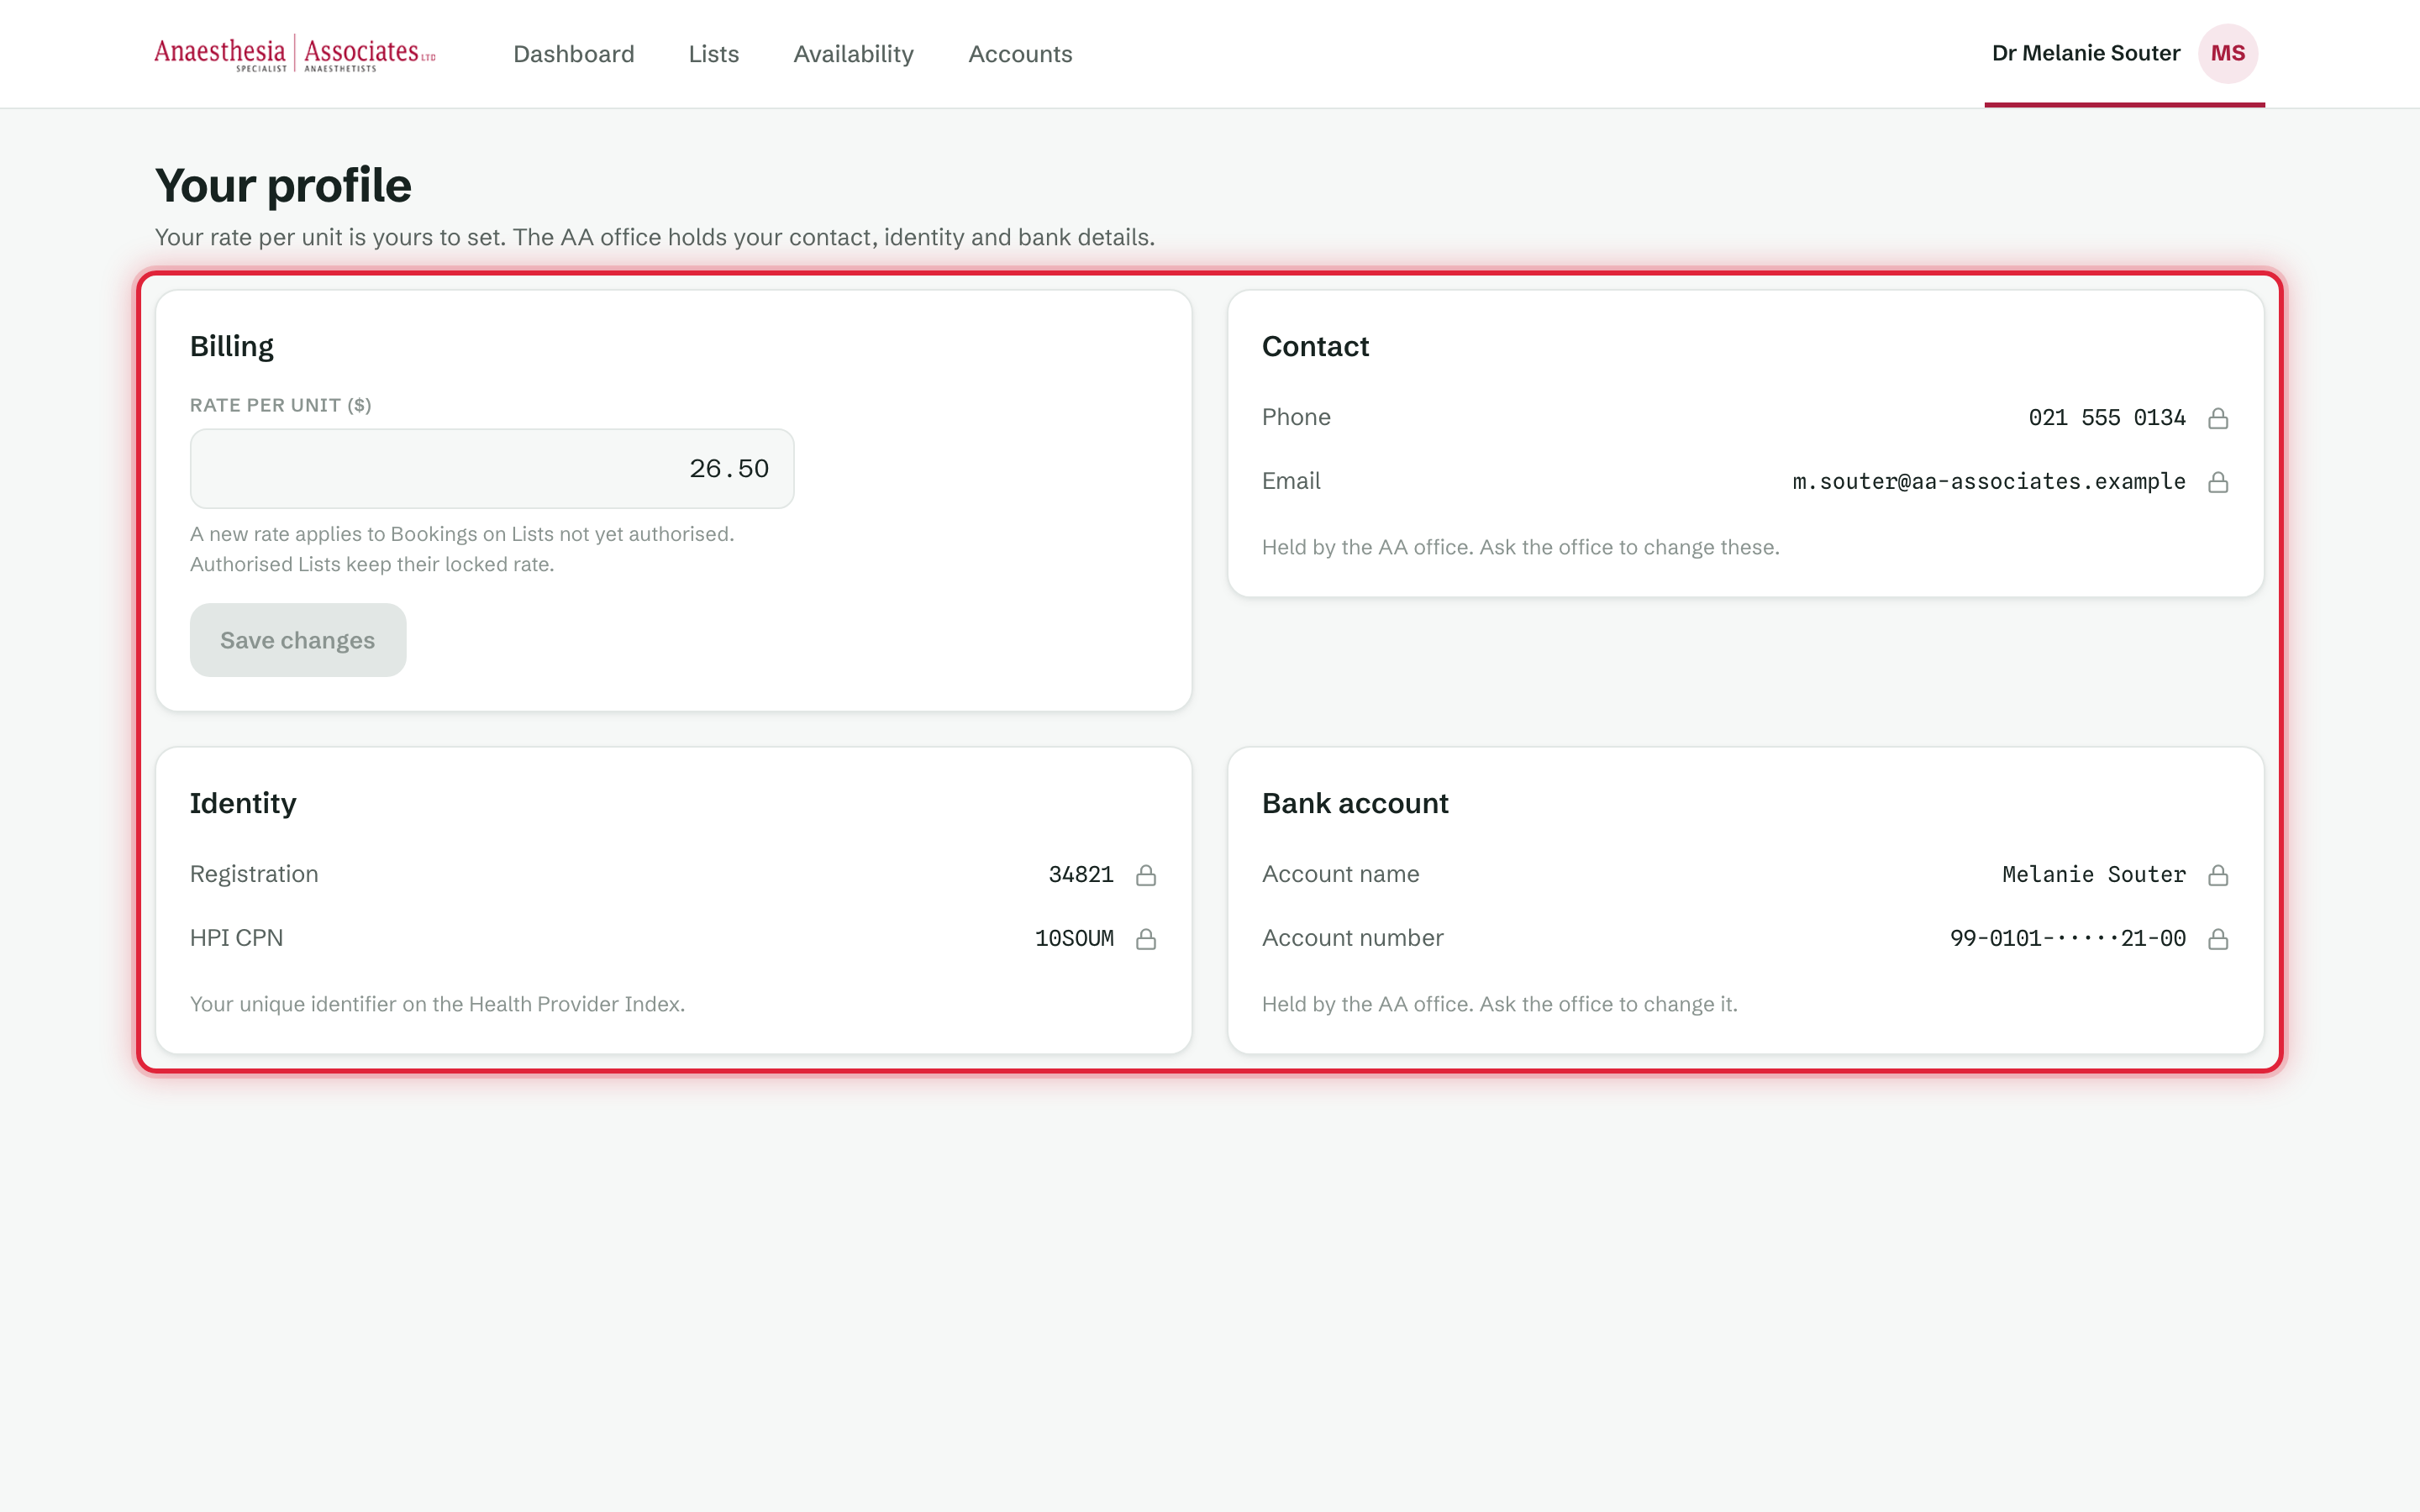 Anaesthesia Associates LTD
SPECIALIST ANAESTHETISTS
Dashboard
Lists
Availability
Accounts
Dr Melanie Souter
MS
Your profile
Your rate per unit is yours to set. The AA office holds your contact, identity and bank details.
Billing
RATE PER UNIT ($)
26.50
A new rate applies to Bookings on Lists not yet authorised.
Authorised Lists keep their locked rate.
Save changes
Contact
Phone 021 555 0134
Email m.souter@aa-associates.example
Held by the AA office. Ask the office to change these.
Identity
Registration 34821
HPI CPN 10SOUM
Your unique identifier on the Health Provider Index.
Bank account
Account name Melanie Souter
Account number 99-0101-·····21-00
Held by the AA office. Ask the office to change it.